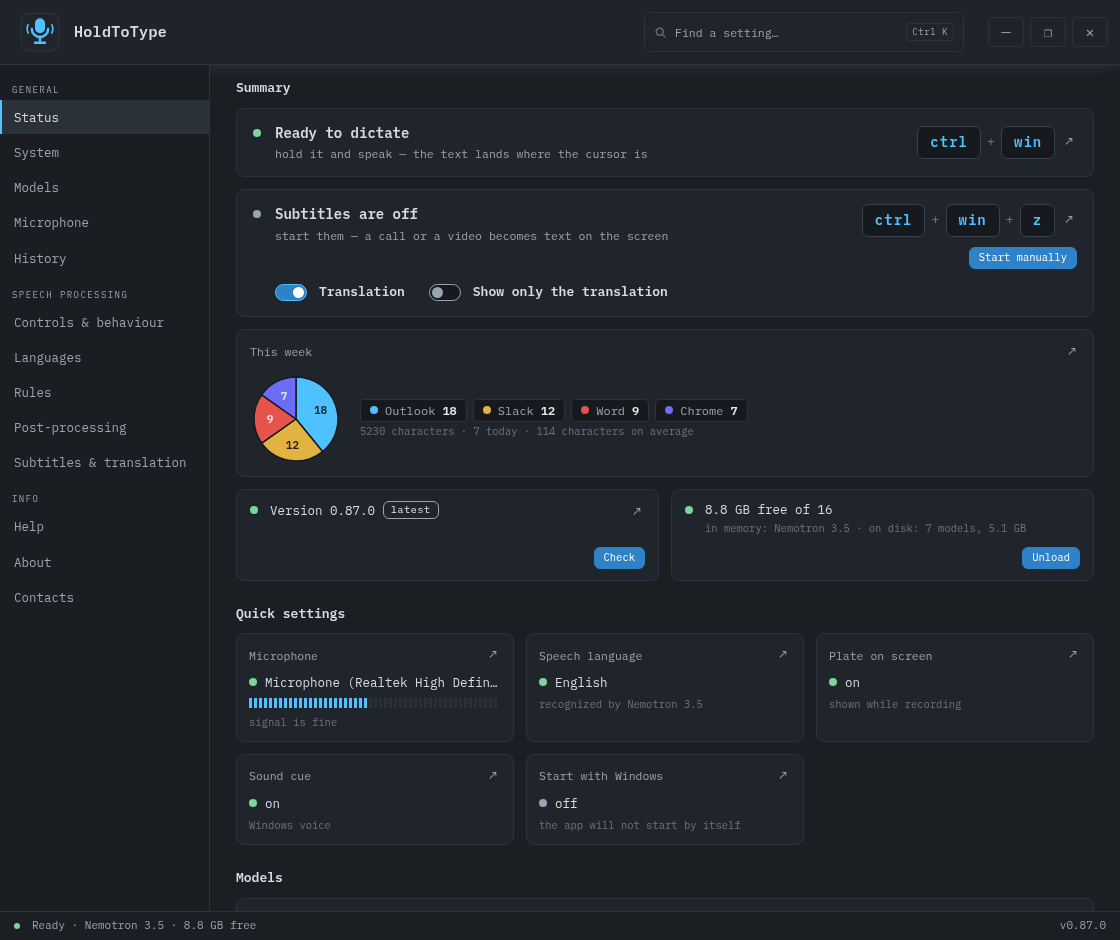 HoldToType
Find a setting…
Ctrl K
GENERAL
Status
System
Models
Microphone
History
SPEECH PROCESSING
Controls & behaviour
Languages
Rules
Post-processing
Subtitles & translation
INFO
Help
About
Contacts
Summary
Ready to dictate
hold it and speak — the text lands where the cursor is
ctrl + win ↗
Subtitles are off
start them — a call or a video becomes text on the screen
ctrl + win + z ↗
Start manually
Translation
Show only the translation
This week ↗
18
12
9
7
Outlook 18 Slack 12 Word 9 Chrome 7
5230 characters · 7 today · 114 characters on average
Version 0.87.0 latest ↗
Check
8.8 GB free of 16
in memory: Nemotron 3.5 · on disk: 7 models, 5.1 GB
Unload
Quick settings
Microphone ↗
Microphone (Realtek High Defin…
signal is fine
Speech language ↗
English
recognized by Nemotron 3.5
Plate on screen ↗
on
shown while recording
Sound cue ↗
on
Windows voice
Start with Windows ↗
off
the app will not start by itself
Models
Ready · Nemotron 3.5 · 8.8 GB free
v0.87.0